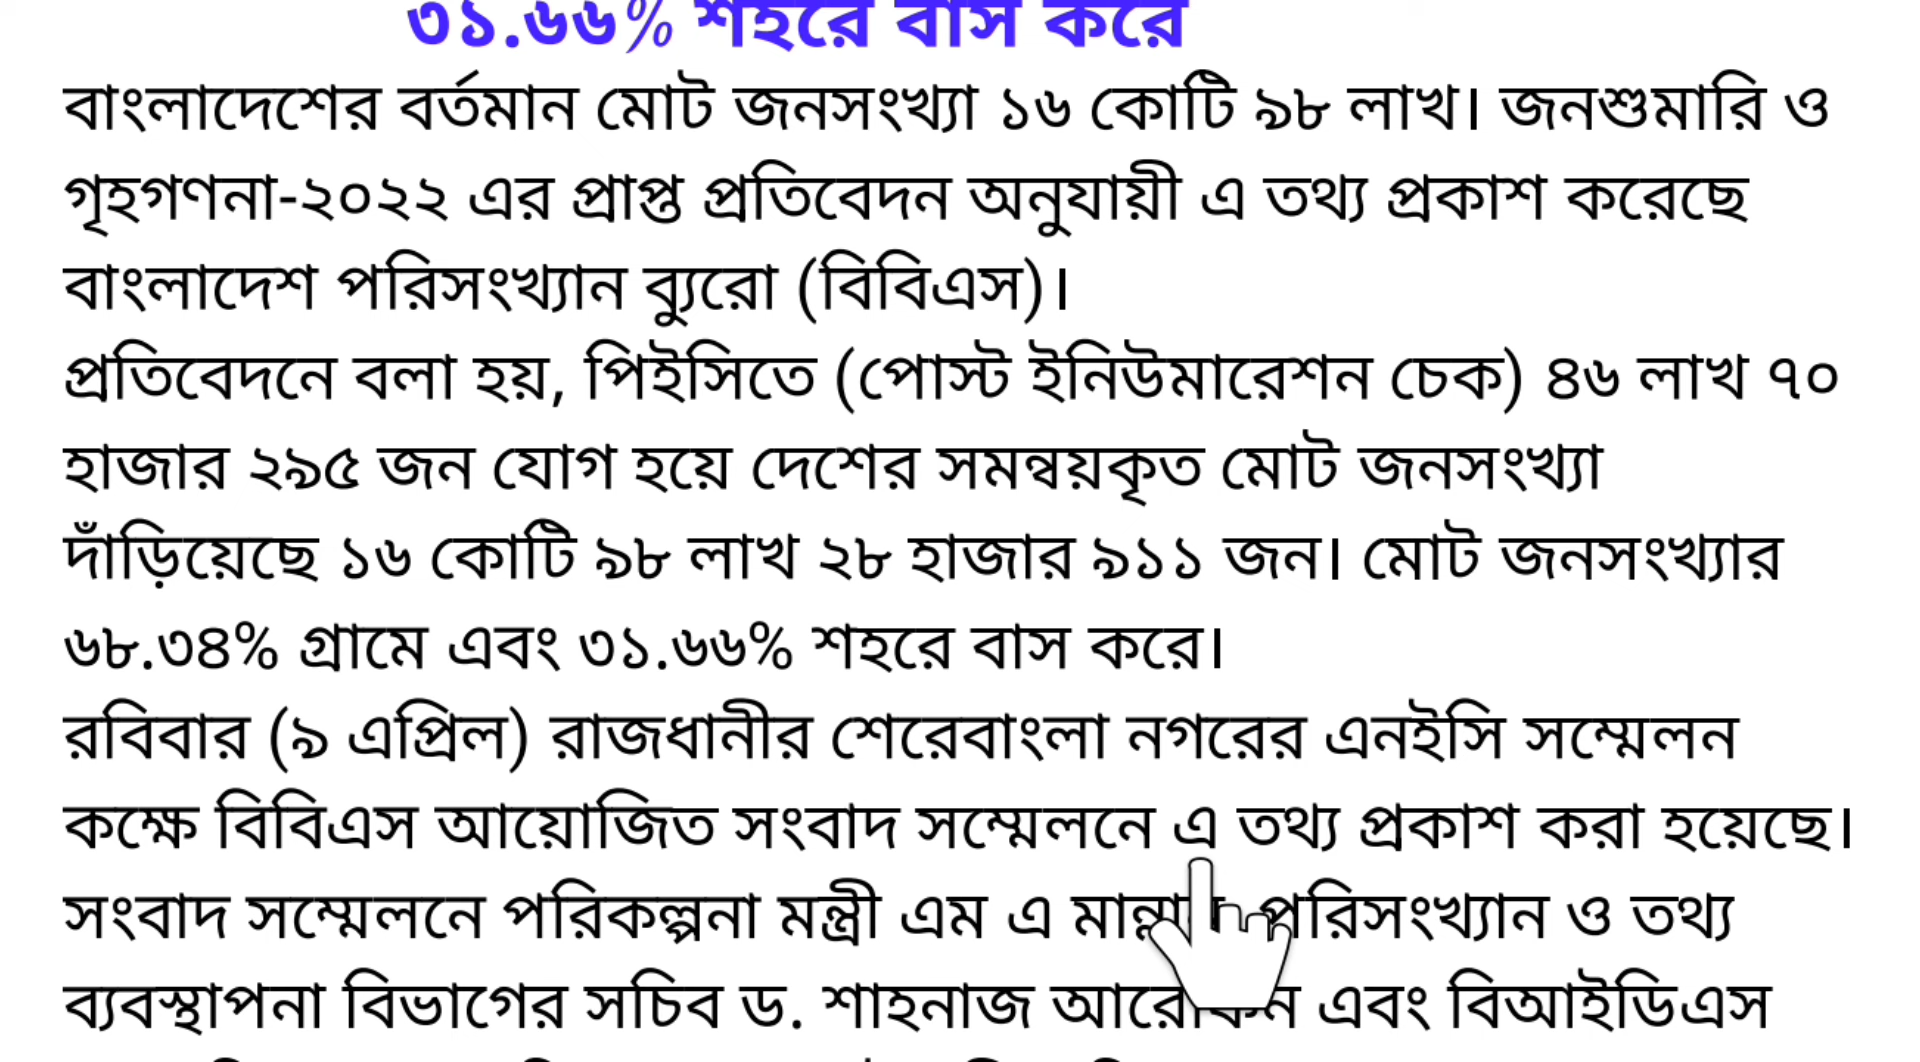 ৩১.৬৬% শহরে বাস করে
বাংলাদেশের বর্তমান মোট জনসংখ্যা ১৬ কোটি ৯৮ লাখ। জনশুমারি ও
গৃহগণনা-২০২২ এর প্রাপ্ত প্রতিবেদন অনুযায়ী এ তথ্য প্রকাশ করেছে
বাংলাদেশ পরিসংখ্যান ব্যুরো (বিবিএস)।
প্রতিবেদনে বলা হয়, পিইসিতে (পোস্ট ইনিউমারেশন চেক) ৪৬ লাখ ৭০
হাজার ২৯৫ জন যোগ হয়ে দেশের সমন্বয়কৃত মোট জনসংখ্যা
দাঁড়িয়েছে ১৬ কোটি ৯৮ লাখ ২৮ হাজার ৯১১ জন। মোট জনসংখ্যার
৬৮.৩৪% গ্রামে এবং ৩১.৬৬% শহরে বাস করে।
রবিবার (৯ এপ্রিল) রাজধানীর শেরেবাংলা নগরের এনইসি সম্মেলন
কক্ষে বিবিএস আয়োজিত সংবাদ সম্মেলনে এ তথ্য প্রকাশ করা হয়েছে।
সংবাদ সম্মেলনে পরিকল্পনা মন্ত্রী এম এ পরিসংখ্যান ও তথ্য
ব্যবস্থাপনা বিভাগের সচিব ড. শাহনাজ এবং বিআইডিএস